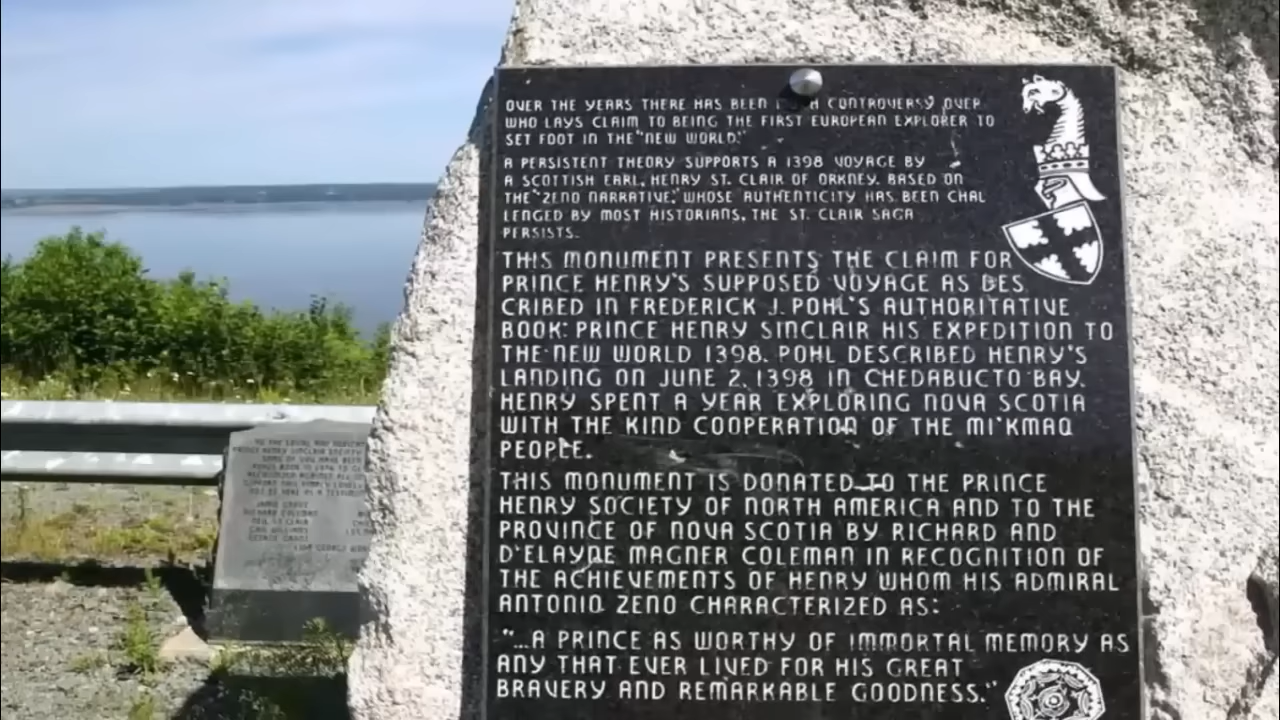 OVER THE YEARS THERE HAS BEEN CONTROVERSY OVER
WHO LAYS CLAIM TO BEING THE FIRST EUROPEAN EXPLORER TO
SET FOOT IN THE "NEW WORLD."
A PERSISTENT THEORY SUPPORTS A 1398 VOYAGE BY
A SCOTTISH EARL, HENRY ST. CLAIR OF ORKNEY. BASED ON
THE "ZENO NARRATIVE," WHOSE AUTHENTICITY HAS BEEN CHAL
LENGED BY MOST HISTORIANS, THE ST. CLAIR SAGA
PERSISTS.
THIS MONUMENT PRESENTS THE CLAIM FOR
PRINCE HENRY'S SUPPOSED VOYAGE AS DES
CRIBED IN FREDERICK J. POHL'S AUTHORITATIVE
BOOK: PRINCE HENRY SINCLAIR HIS EXPEDITION TO
THE NEW WORLD 1398. POHL DESCRIBED HENRY'S
LANDING ON JUNE 2, 1398 IN CHEDABUCTO BAY.
HENRY SPENT A YEAR EXPLORING NOVA SCOTIA
WITH THE KIND COOPERATION OF THE MI'KMAQ
PEOPLE.
THIS MONUMENT IS DONATED TO THE PRINCE
HENRY SOCIETY OF NORTH AMERICA AND TO THE
PROVINCE OF NOVA SCOTIA BY RICHARD AND
D'ELAYNE MAGNER COLEMAN IN RECOGNITION OF
THE ACHIEVEMENTS OF HENRY WHOM HIS ADMIRAL
ANTONIO ZENO CHARACTERIZED AS:
"...A PRINCE AS WORTHY OF IMMORTAL MEMORY AS
ANY THAT EVER LIVED FOR HIS GREAT
BRAVERY AND REMARKABLE GOODNESS."